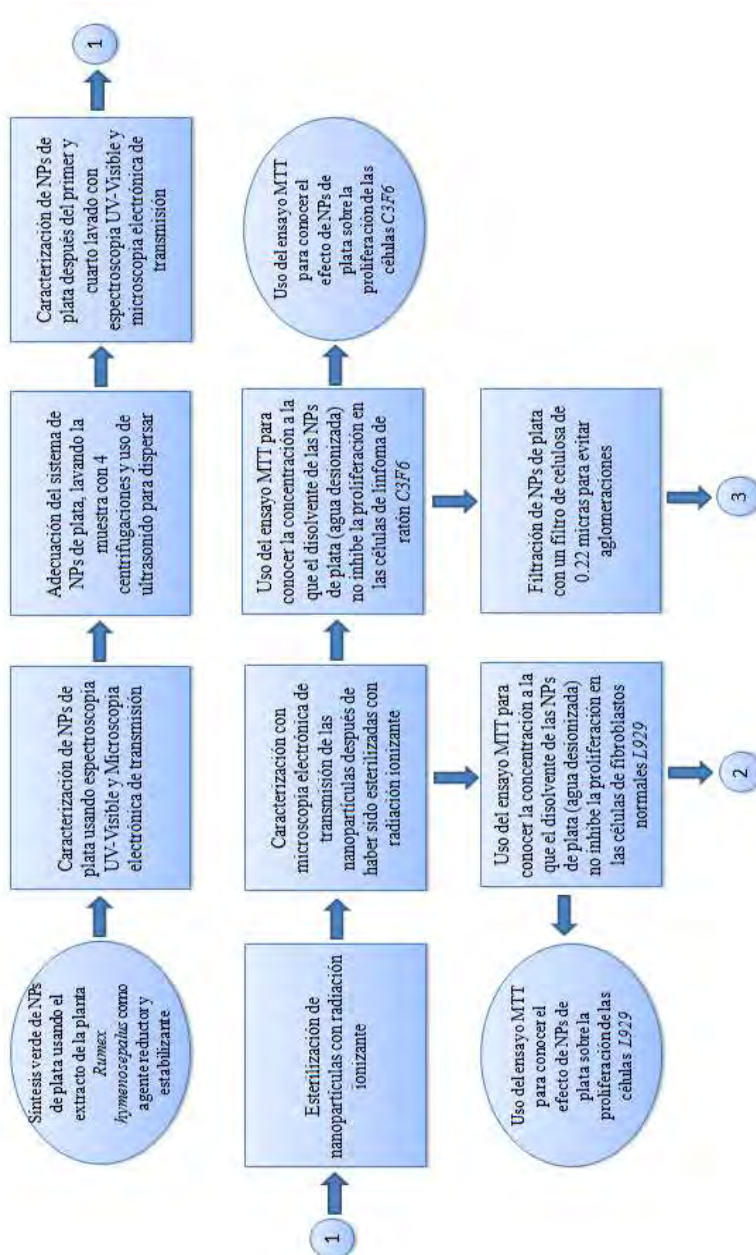 Síntesis verde de NPs
de plata usando el
extracto de la planta
Rumex
hymenosepalus como
agente reductor y
estabilizante
Caracterización de NPs de
plata usando espectroscopia
UV-Visible y Microscopia
electrónica de transmisión
Adecuación del sistema de
NPs de plata, lavando la
muestra con 4
centrifugaciones y uso de
ultrasonido para dispersar
Caracterización de NPs de
plata después del primer y
cuarto lavado con
espectroscopia UV-Visible y
microscopia electrónica de
transmisión
1
1
Esterilización de
nanopartículas con radiación
ionizante
Caracterización con
microscopia electrónica de
transmisión de las
nanopartículas después de
haber sido esterilizadas con
radiación ionizante
Uso del ensayo MTT para
conocer la concentración a la
que el disolvente de las NPs
de plata (agua desionizada)
no inhibe la proliferación en
las células de linfoma de
ratón C3F6
Uso del ensayo MTT
para conocer el
efecto de NPs de
plata sobre la
proliferación de las
células C3F6
Uso del ensayo MTT
para conocer el
efecto de NPs de
plata sobre la
proliferación de las
células L929
Uso del ensayo MTT para
conocer la concentración a la
que el disolvente de las NPs
de plata (agua desionizada)
no inhibe la proliferación en
las células de fibroblastos
normales L929
Filtración de NPs de plata
con un filtro de celulosa de
0.22 micras para evitar
aglomeraciones
2
3